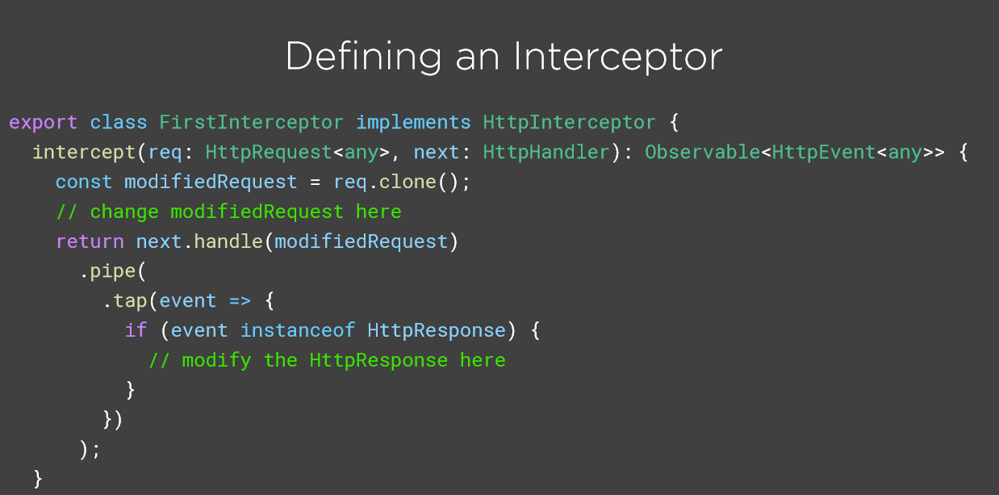 Defining an Interceptor
export class FirstInterceptor implements HttpInterceptor {
  intercept(req: HttpRequest<any>, next: HttpHandler): Observable<HttpEvent<any>> {
    const modifiedRequest = req.clone();
    // change modifiedRequest here
    return next.handle(modifiedRequest)
      .pipe(
        .tap(event => {
          if (event instanceof HttpResponse) {
            // modify the HttpResponse here
          }
        })
      );
  }